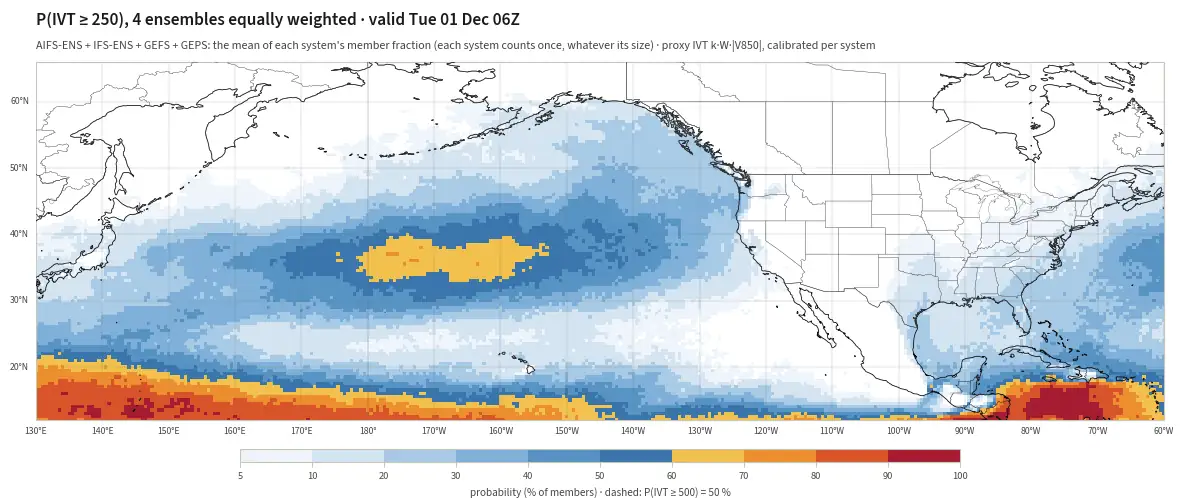 P(IVT ≥ 250), 4 ensembles equally weighted · valid Tue 01 Dec 06Z
AIFS-ENS + IFS-ENS + GEFS + GEPS: the mean of each system's member fraction (each system counts once, whatever its size) · proxy IVT k·W·|V850|, calibrated per system
60°N
50°N
40°N
30°N
20°N
130°E 140°E 150°E 160°E 170°E 180° 170°W 160°W 150°W 140°W 130°W 120°W 110°W 100°W 90°W 80°W 70°W 60°W
5 10 20 30 40 50 60 70 80 90 100
probability (% of members) · dashed: P(IVT ≥ 500) = 50 %